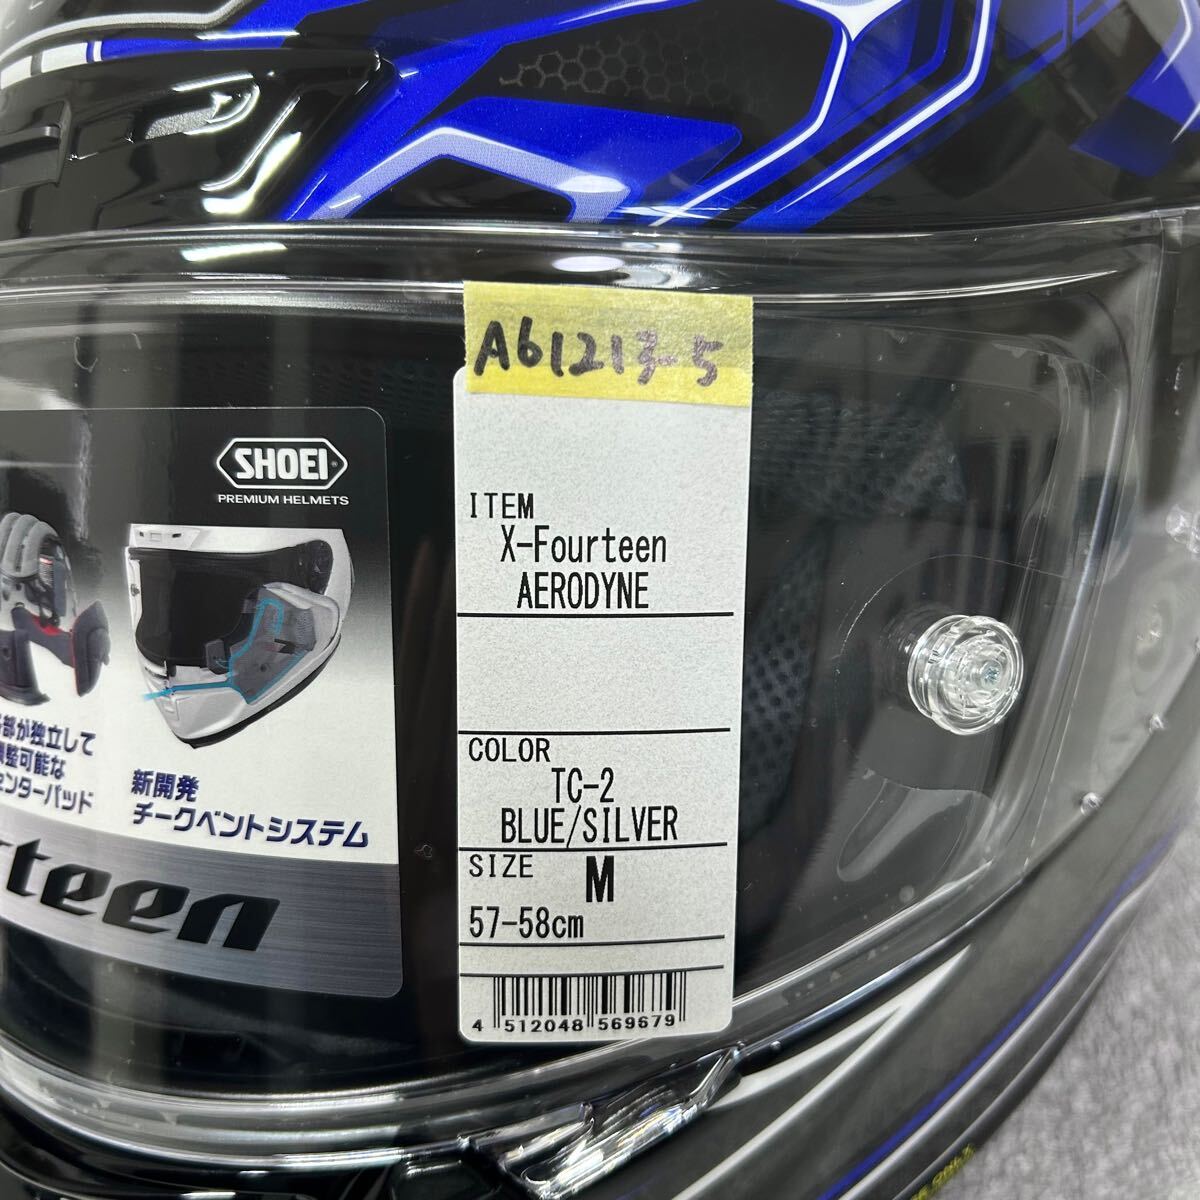 A61213-5
SHOEI
PREMIUM HELMETS
部が独立して
調整可能な
センターパッド
新開発
チークベントシステム
teen
ITEM
X-Fourteen
AERODYNE
COLOR
TC-2
BLUE/SILVER
SIZE M
57-58cm
4 512048 569679